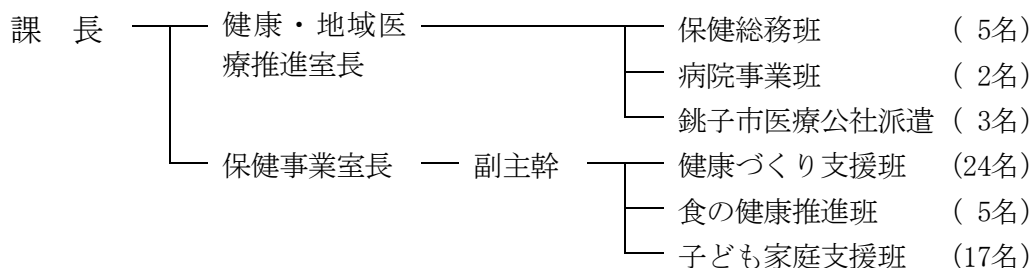 課　長　健康・地域医　保健総務班　( 5名)
療推進室長　病院事業班　( 2名)
銚子市医療公社派遣　( 3名)
保健事業室長　副主幹　健康づくり支援班　(24名)
食の健康推進班　( 5名)
子ども家庭支援班　(17名)